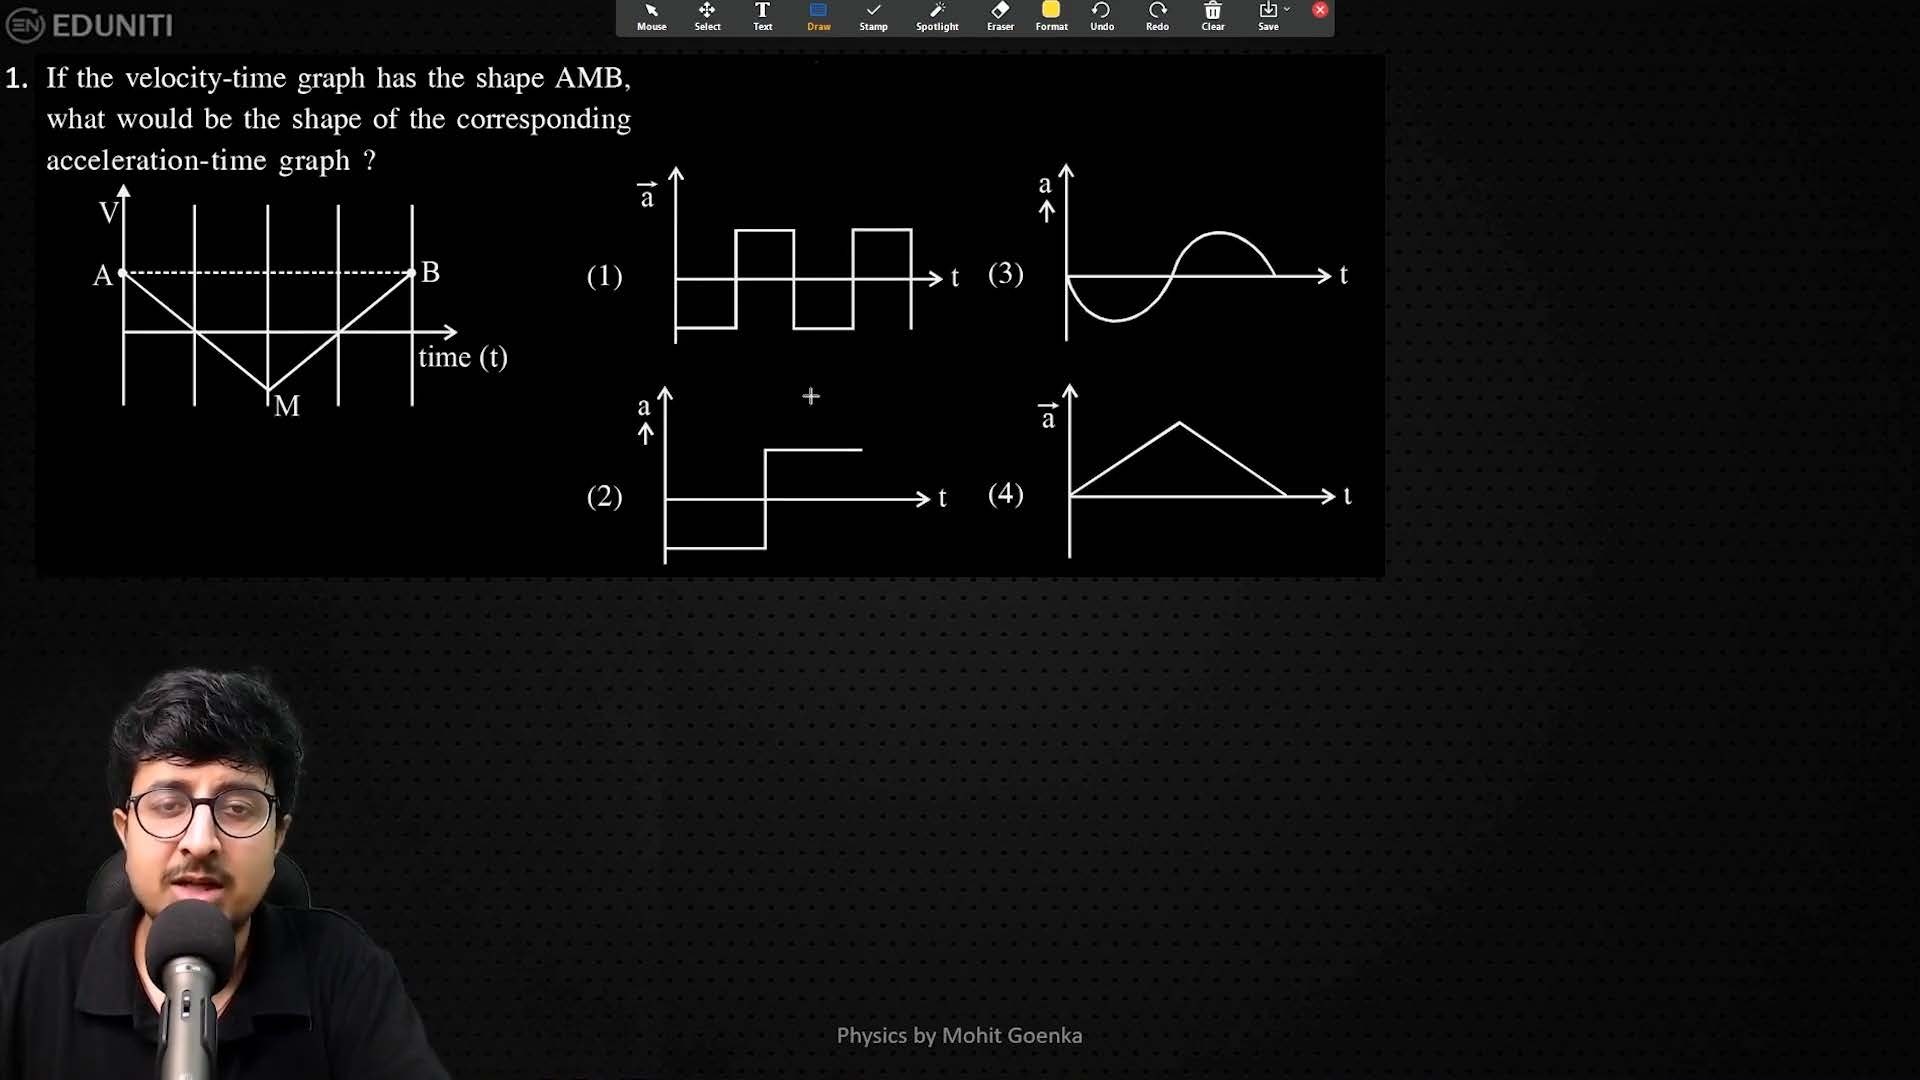 EN EDUNITI
Mouse Select Text Draw Stamp Spotlight Eraser Format Undo Redo Clear Save
1. If the velocity-time graph has the shape AMB,
what would be the shape of the corresponding
acceleration-time graph ?
V
A
B
M
time (t)
(1)
a
t
(3)
a
t
(2)
a
t
(4)
a
t
Physics by Mohit Goenka